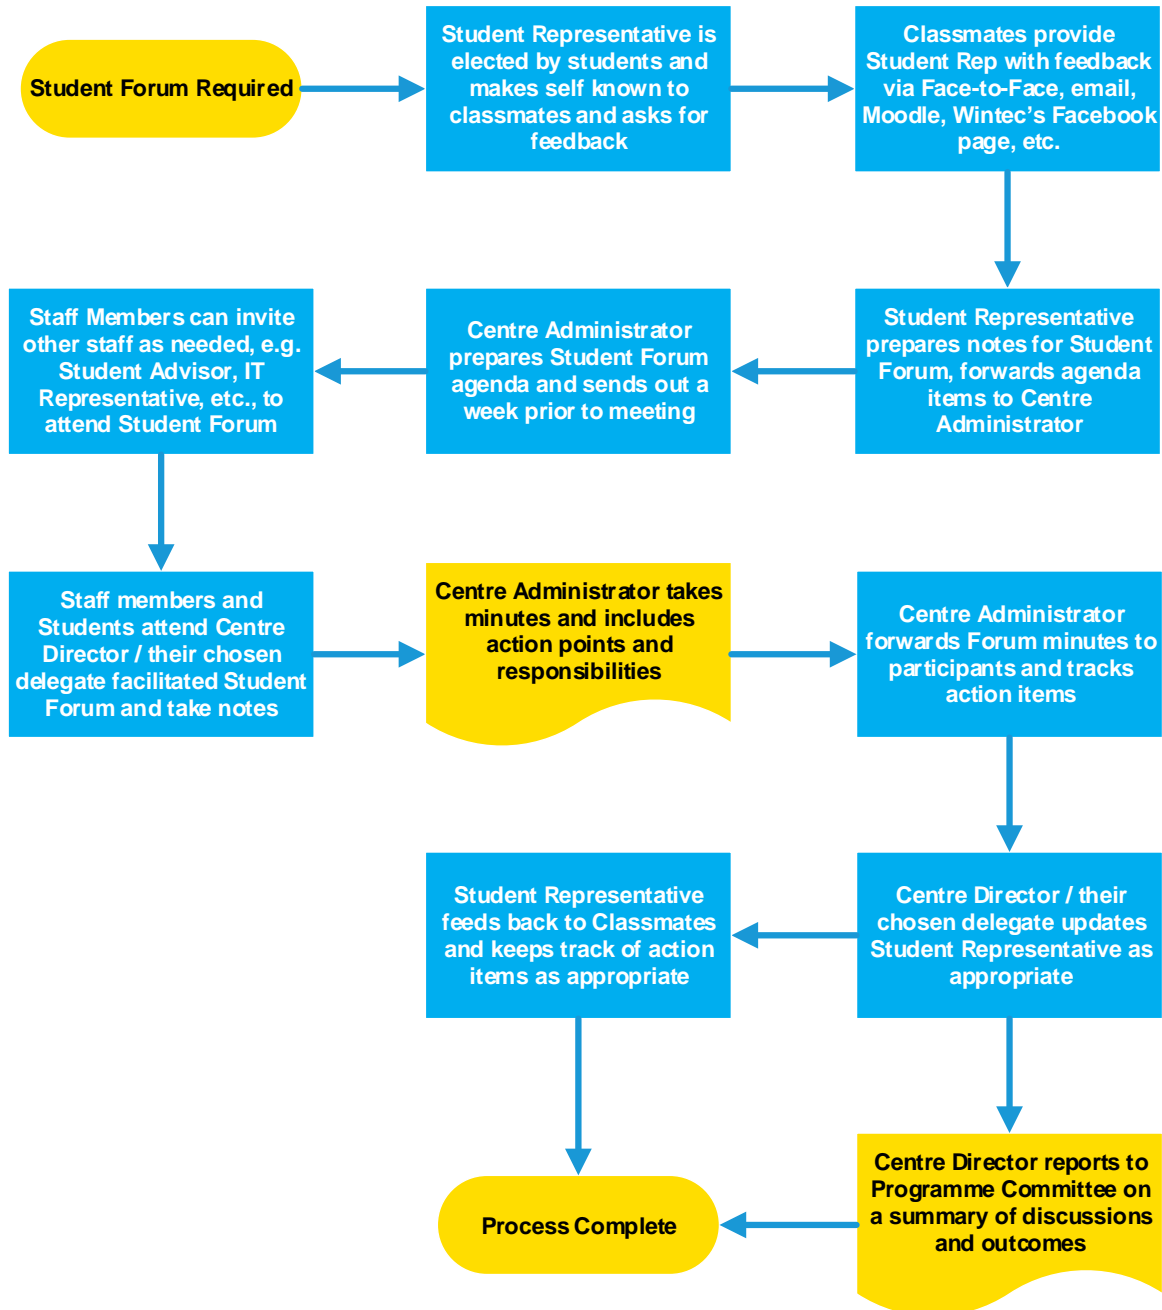 Student Forum Required
Student Representative is
elected by students and
makes self known to
classmates and asks for
feedback
Classmates provide
Student Rep with feedback
via Face-to-Face, email,
Moodle, Wintec's Facebook
page, etc.
Student Representative
prepares notes for Student
Forum, forwards agenda
items to Centre
Administrator
Centre Administrator
prepares Student Forum
agenda and sends out a
week prior to meeting
Staff Members can invite
other staff as needed, e.g.
Student Advisor, IT
Representative, etc., to
attend Student Forum
Staff members and
Students attend Centre
Director / their chosen
delegate facilitated Student
Forum and take notes
Centre Administrator takes
minutes and includes
action points and
responsibilities
Centre Administrator
forwards Forum minutes to
participants and tracks
action items
Centre Director / their
chosen delegate updates
Student Representative as
appropriate
Student Representative
feeds back to Classmates
and keeps track of action
items as appropriate
Centre Director reports to
Programme Committee on
a summary of discussions
and outcomes
Process Complete